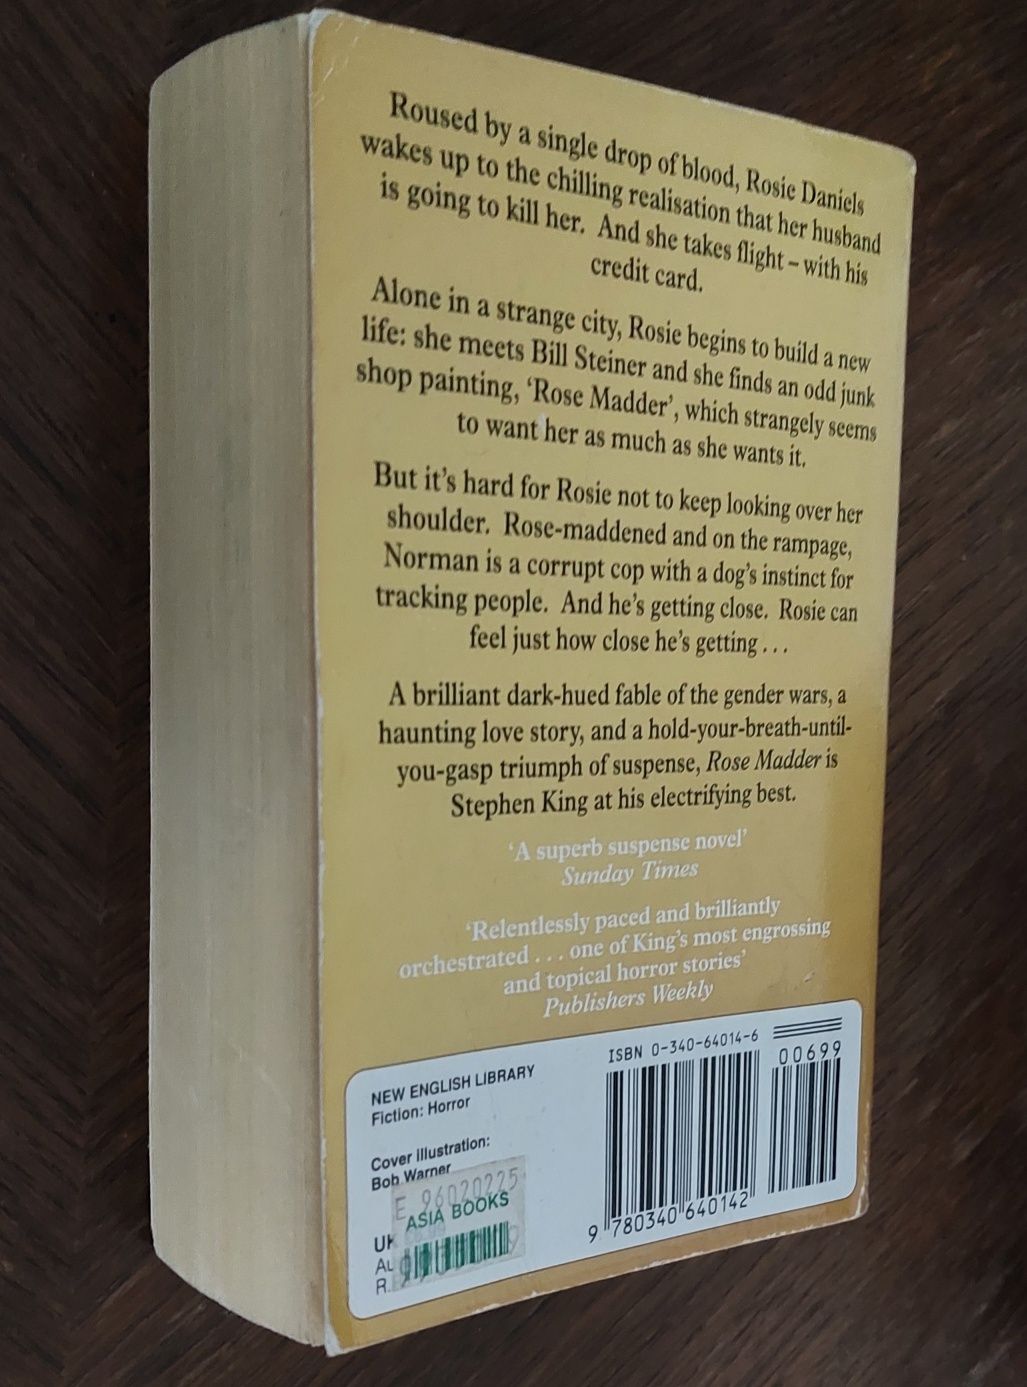 Roused by a single drop of blood, Rosie Daniels
wakes up to the chilling realisation that her husband
is going to kill her. And she takes flight – with his
credit card.
Alone in a strange city, Rosie begins to build a new
life: she meets Bill Steiner and she finds an odd junk
shop painting, ‘Rose Madder’, which strangely seems
to want her as much as she wants it.
But it’s hard for Rosie not to keep looking over her
shoulder. Rose-maddened and on the rampage,
Norman is a corrupt cop with a dog’s instinct for
tracking people. And he’s getting close. Rosie can
feel just how close he’s getting . . .
A brilliant dark-hued fable of the gender wars, a
haunting love story, and a hold-your-breath-until-
you-gasp triumph of suspense, Rose Madder is
Stephen King at his electrifying best.
‘A superb suspense novel’
Sunday Times
‘Relentlessly paced and brilliantly
orchestrated . . . one of King’s most engrossing
and topical horror stories’
Publishers Weekly
NEW ENGLISH LIBRARY
Fiction: Horror
Cover illustration:
Bob Warner
E 96020225
ASIA BOOKS
UK
ISBN 0-340-64014-6
00699
9 780340 640142